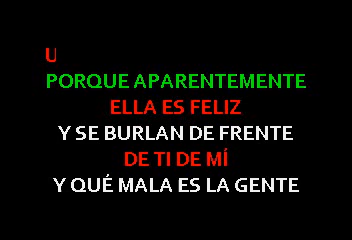 U
PORQUE APARENTEMENTE
ELLA ES FELIZ
Y SE BURLAN DE FRENTE
DE TI DE MÍ
Y QUÉ MALA ES LA GENTE